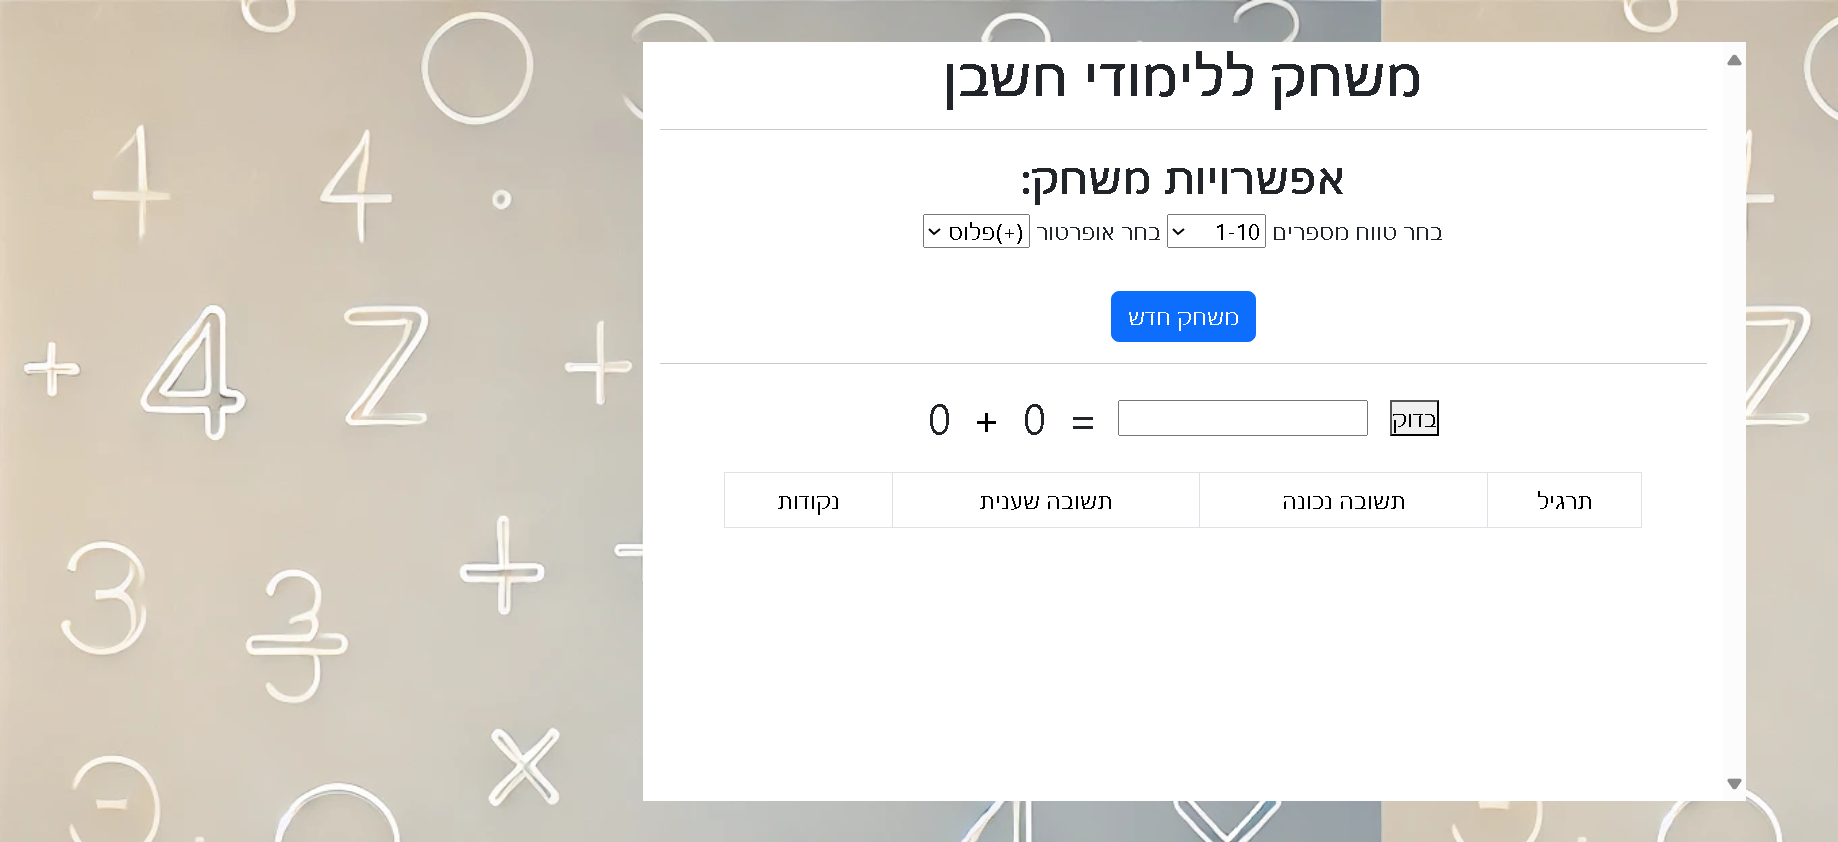 משחק ללימודי חשבון
אפשרויות משחק:
בחר טווח מספרים 1-10 בחר אופרטור (+)פלוס
משחק חדש
0 + 0 = בדוק
תרגיל תשובה נכונה תשובה שענית נקודות